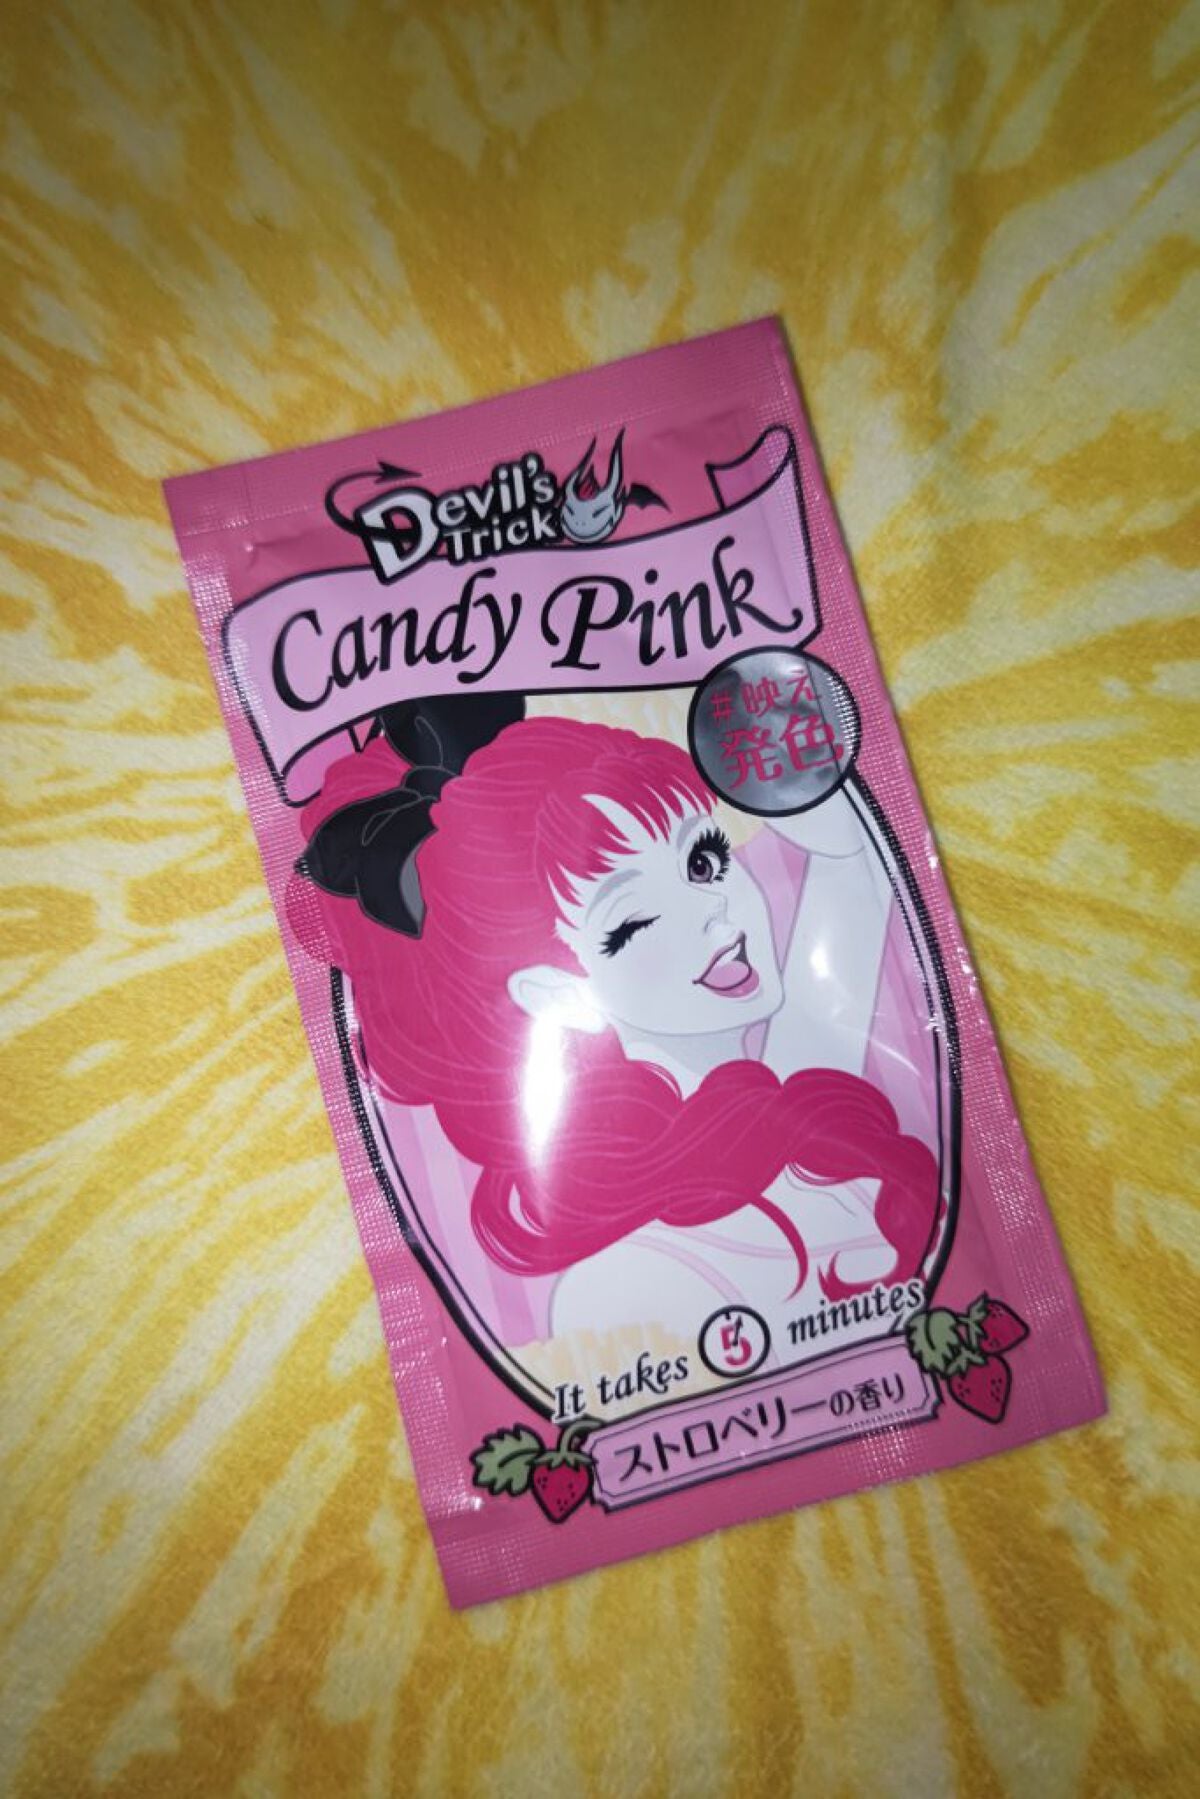 Devil's
Trick
Candy Pink
#映え
発色
It takes 5 minutes
ストロベリーの香り